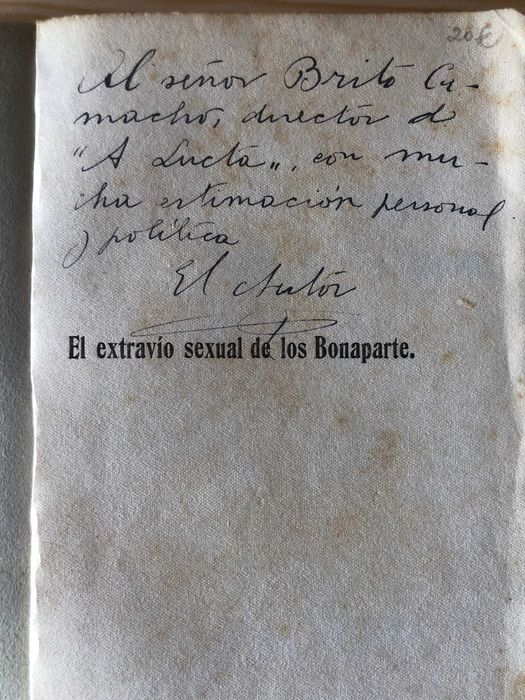 20€
Al señor Brito Ca-
macho, director d
"A Lucta", con mu-
cha estimación personal
y política
El Autór
El extravío sexual de los Bonaparte.